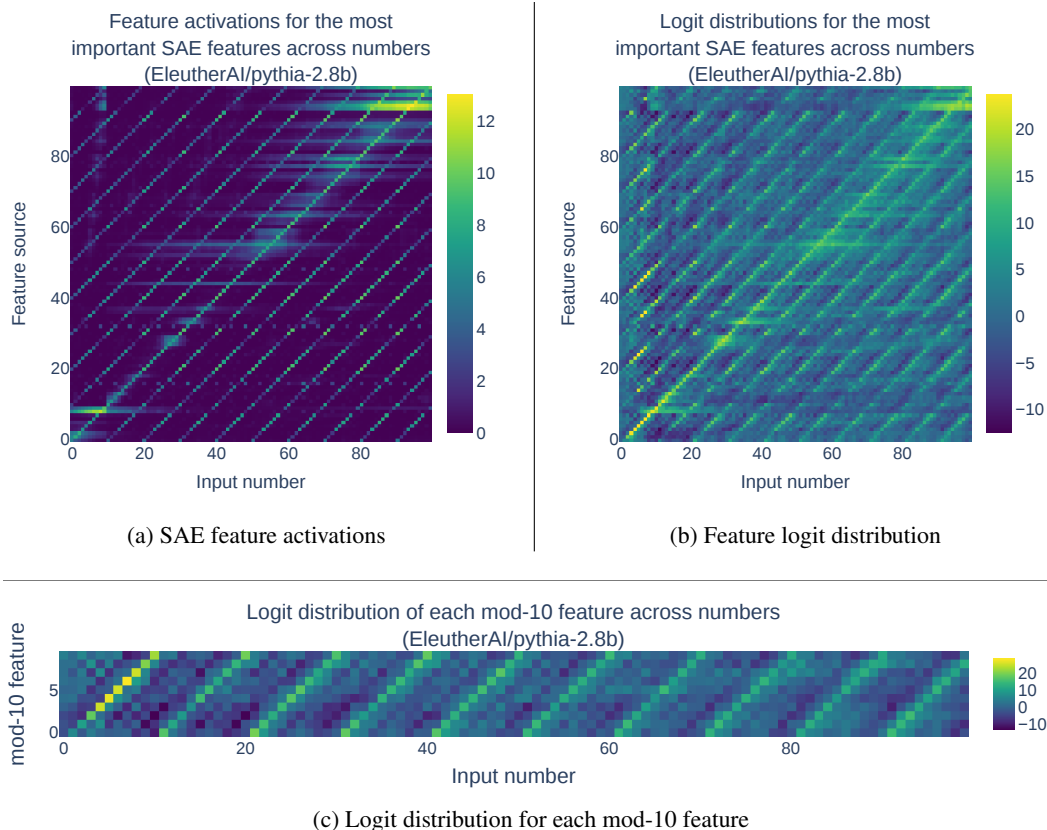 Feature activations for the most
important SAE features across numbers
(EleutherAI/pythia-2.8b)
12
10
8
6
4
2
0
80
60
40
20
0
Feature source
0 20 40 60 80
Input number
(a) SAE feature activations
Logit distributions for the most
important SAE features across numbers
(EleutherAI/pythia-2.8b)
20
15
10
5
0
−5
−10
80
60
40
20
0
Feature source
0 20 40 60 80
Input number
(b) Feature logit distribution
Logit distribution of each mod-10 feature across numbers
(EleutherAI/pythia-2.8b)
mod-10 feature
5
0
20
10
0
−10
0 20 40 60 80
Input number
(c) Logit distribution for each mod-10 feature